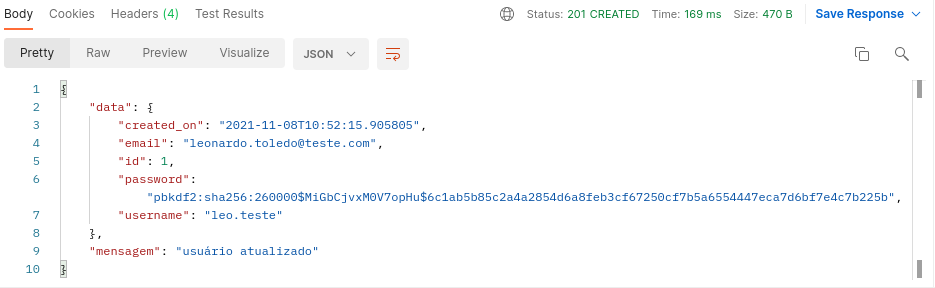 Body Cookies Headers (4) Test Results Status: 201 CREATED Time: 169 ms Size: 470 B Save Response
Pretty Raw Preview Visualize JSON
1 {
2 "data": {
3 "created_on": "2021-11-08T10:52:15.905805",
4 "email": "leonardo.toledo@teste.com",
5 "id": 1,
6 "password":
"pbkdf2:sha256:260000$MiGbCjvxM0V7opHu$6c1ab5b85c2a4a2854d6a8feb3cf67250cf7b5a6554447eca7d6bf7e4c7b225b",
7 "username": "leo.teste"
8 },
9 "mensagem": "usuário atualizado"
10 }